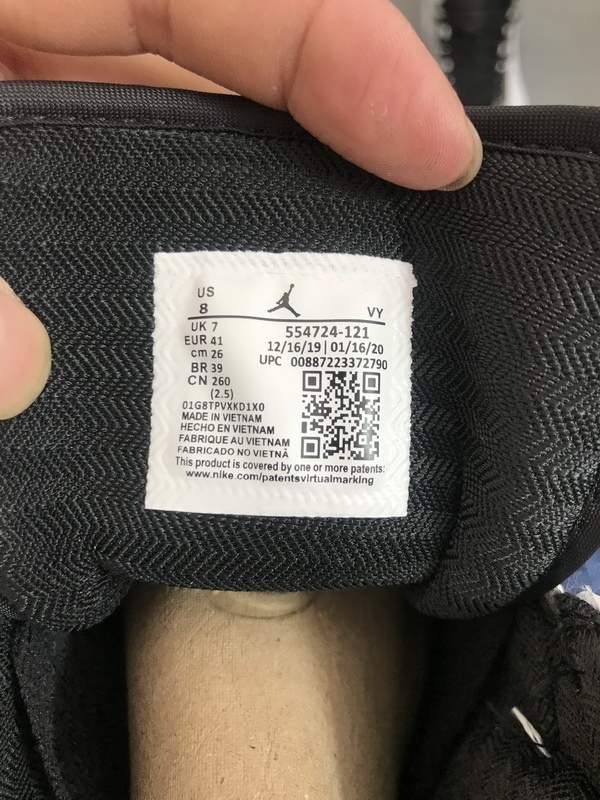 US
8
VY
UK 7
EUR 41
cm 26
BR 39
CN 260
(2.5)
554724-121
12/16/19 | 01/16/20
UPC 00887223372790
01G8TPVXKD1X0
MADE IN VIETNAM
HECHO EN VIETNAM
FABRIQUE AU VIETNAM
FABRICADO NO VIETNÃ
This product is covered by one or more patents:
www.nike.com/patentsvirtualmarking